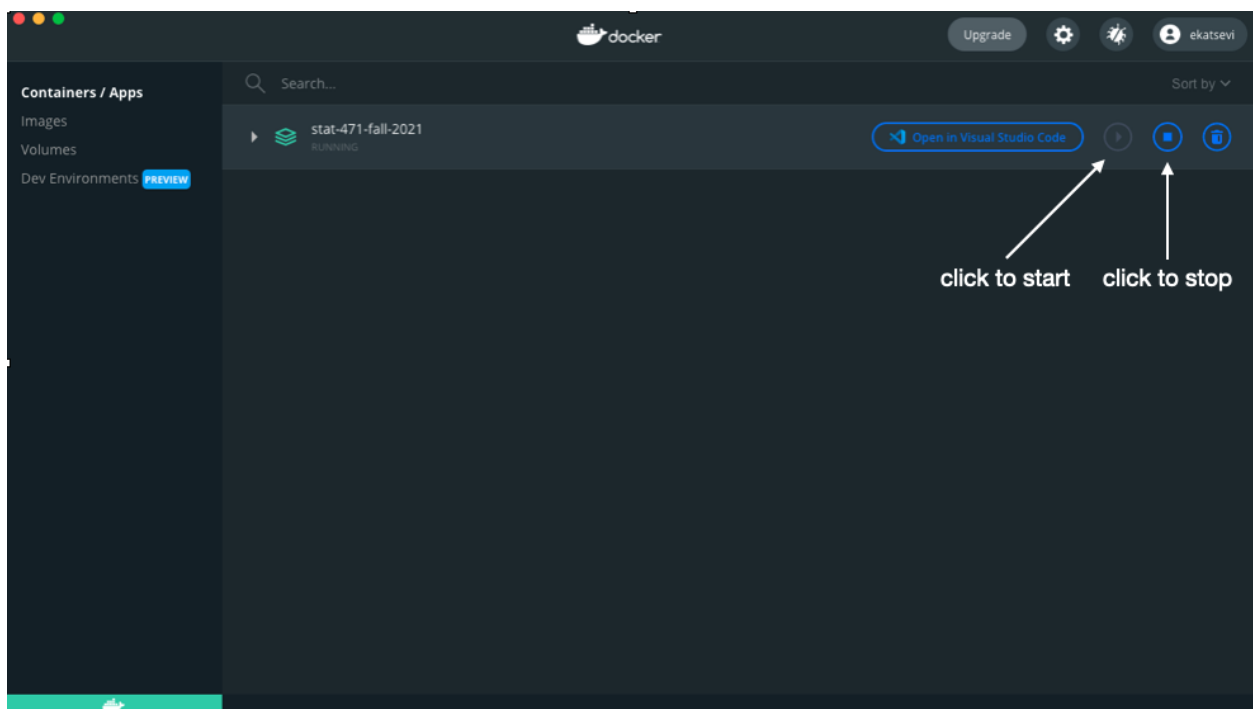 docker
Upgrade
ekatsevi
Containers / Apps
Images
Volumes
Dev Environments PREVIEW
Search...
Sort by
stat-471-fall-2021
RUNNING
Open in Visual Studio Code
click to start
click to stop